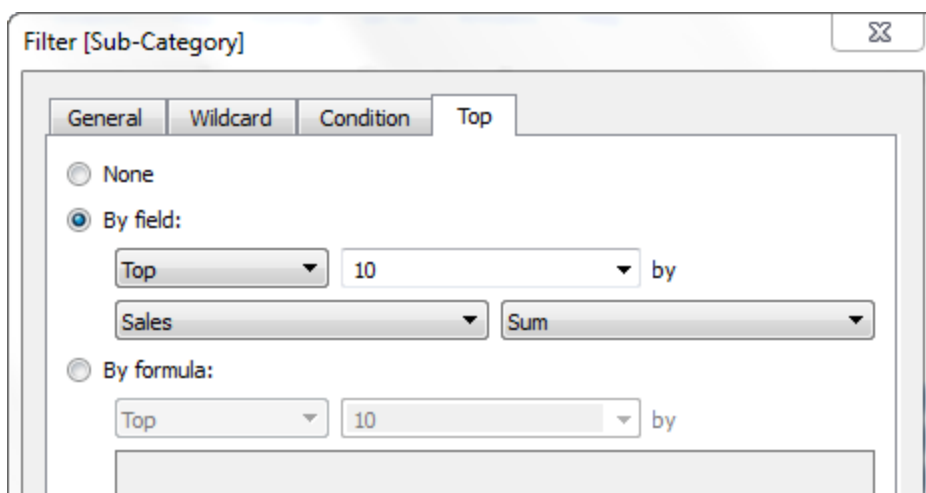 Filter [Sub-Category]
General Wildcard Condition Top
None
By field:
Top 10 by
Sales Sum
By formula:
Top 10 by